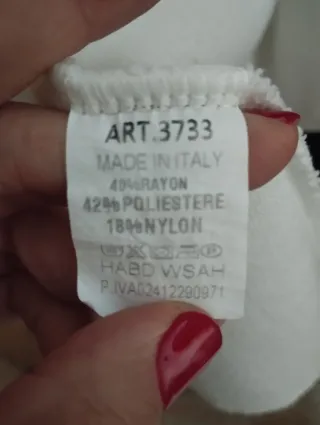 ART.3733
MADE IN ITALY
40%RAYON
42%POLIESTERE
18%NYLON
HABD WSAH
P.IVA02412290971